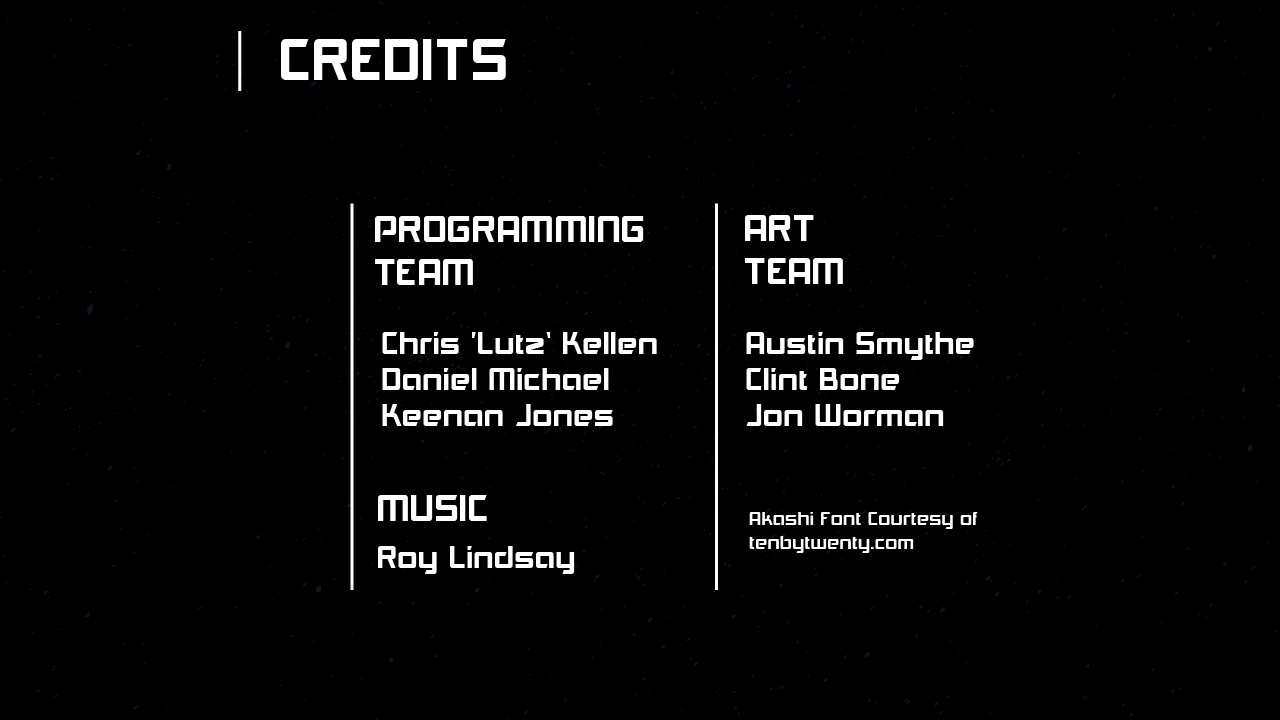 CREDITS
PROGRAMMING
TEAM
Chris 'Lutz' Kellen
Daniel Michael
Keenan Jones
MUSIC
Roy Lindsay
ART
TEAM
Austin Smythe
Clint Bone
Jon Worman
Akashi Font Courtesy of
tenbytwenty.com